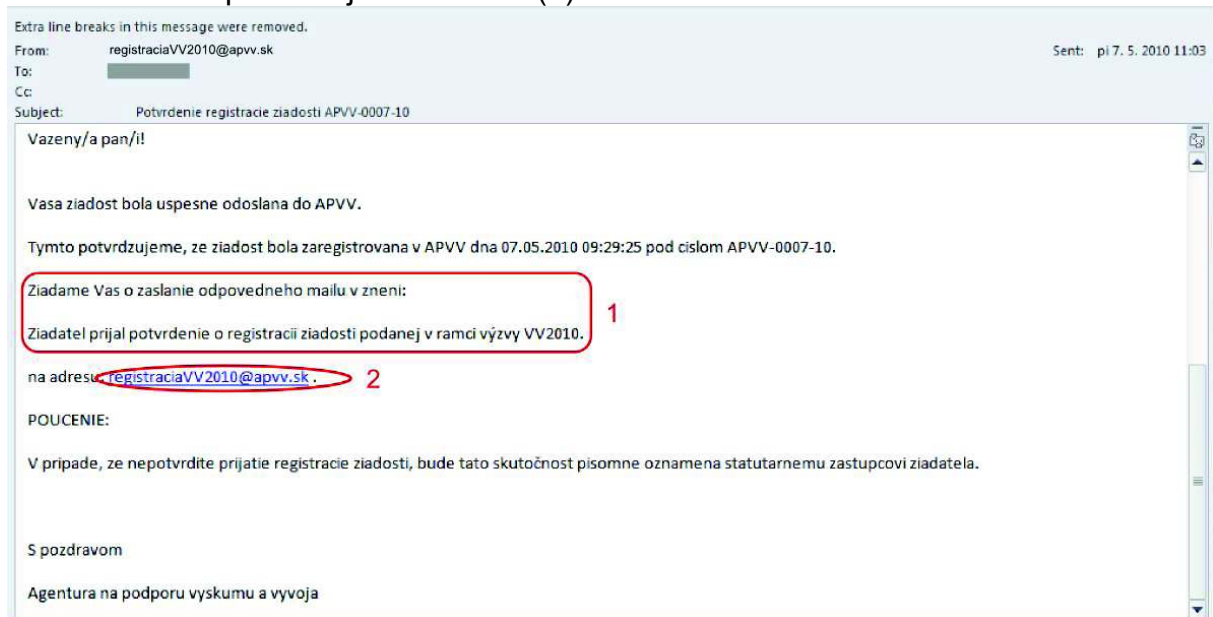 Extra line breaks in this message were removed.
From: registraciaVV2010@apvv.sk Sent: pi 7. 5. 2010 11:03
To:
Cc:
Subject: Potvrdenie registracie ziadosti APVV-0007-10
Vazeny/a pan/i!
Vasa ziadost bola uspesne odoslana do APVV.
Tymto potvrdzujeme, ze ziadost bola zaregistrovana v APVV dna 07.05.2010 09:29:25 pod cislom APVV-0007-10.
Ziadame Vas o zaslanie odpovedneho mailu v zneni:
1
Ziadatel prijal potvrdenie o registracii ziadosti podanej v ramci výzvy VV2010.
na adresu: registraciaVV2010@apvv.sk . 2
POUCENIE:
V pripade, ze nepotvrdite prijatie registracie ziadosti, bude tato skutočnost pisomne oznamena statutarnemu zastupcovi ziadatela.
S pozdravom
Agentura na podporu vyskumu a vyvoja